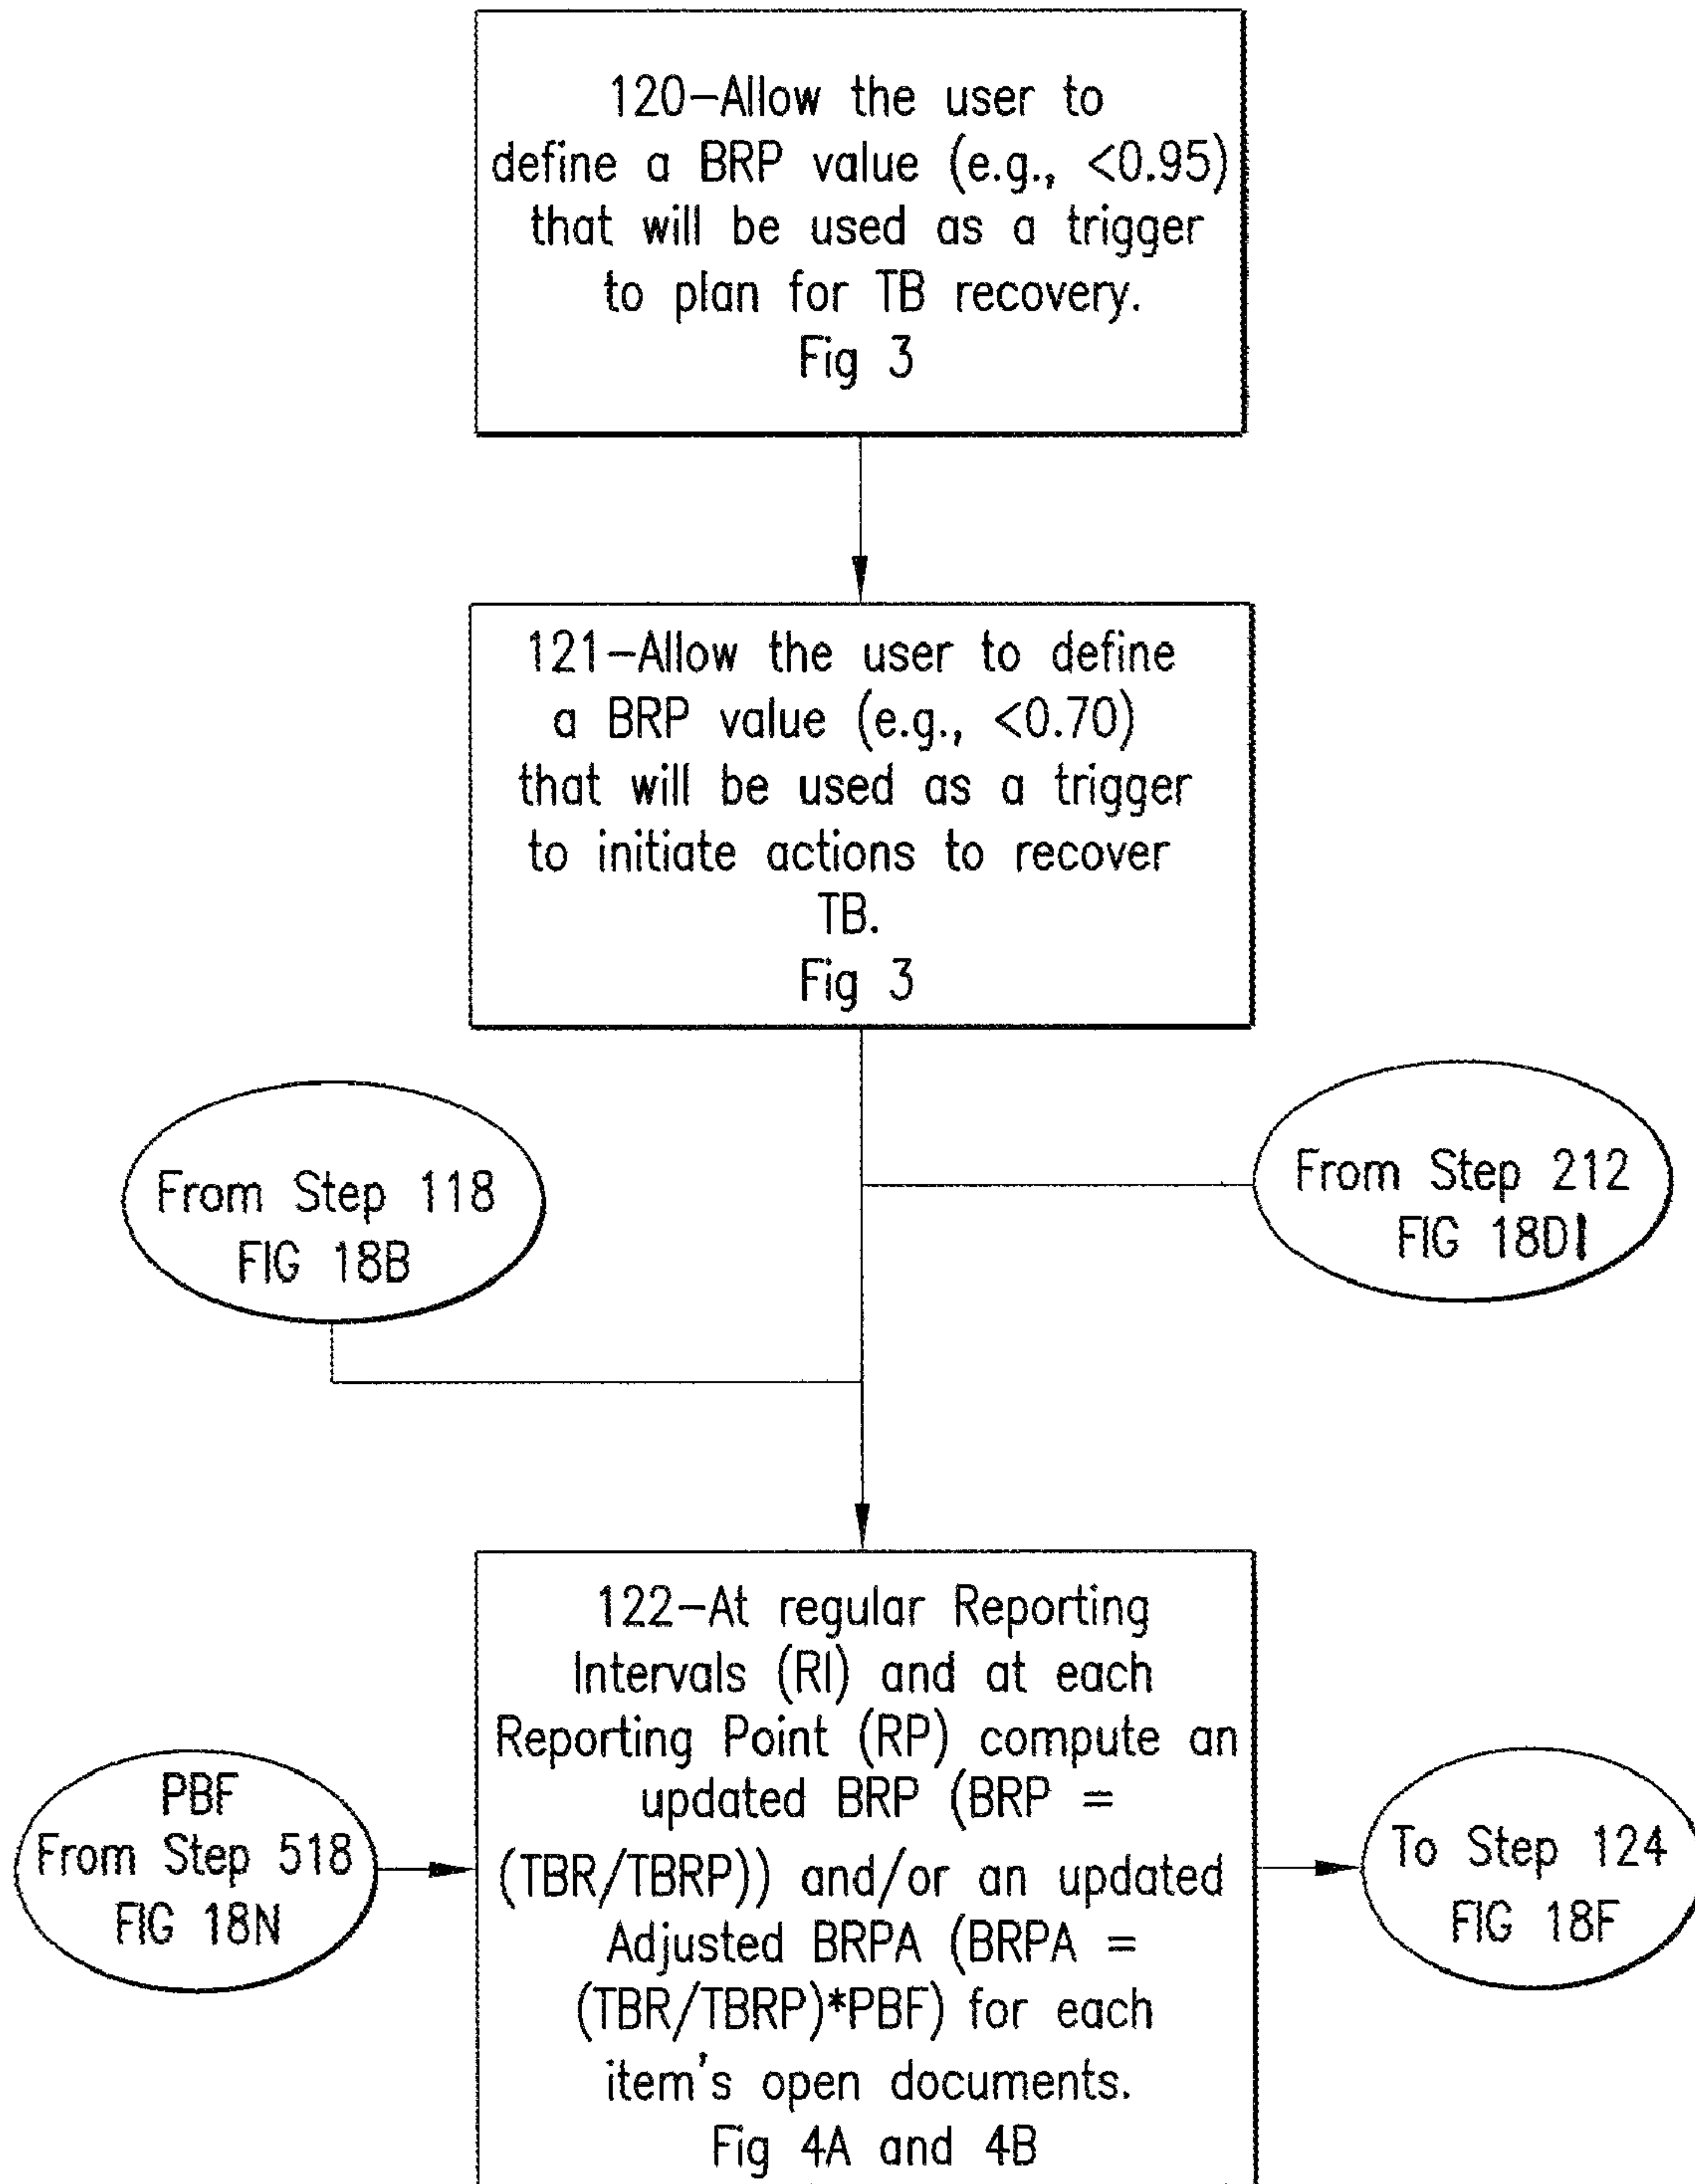 120-Allow the user to
define a BRP value (e.g., <0.95)
that will be used as a trigger
to plan for TB recovery.
Fig 3
121-Allow the user to define
a BRP value (e.g., <0.70)
that will be used as a trigger
to initiate actions to recover
TB.
Fig 3
From Step 118
FIG 18B
From Step 212
FIG 18D1
122-At regular Reporting
Intervals (RI) and at each
Reporting Point (RP) compute an
updated BRP (BRP =
(TBR/TBRP)) and/or an updated
Adjusted BRPA (BRPA =
(TBR/TBRP)*PBF) for each
item's open documents.
Fig 4A and 4B
PBF
From Step 518
FIG 18N
To Step 124
FIG 18F